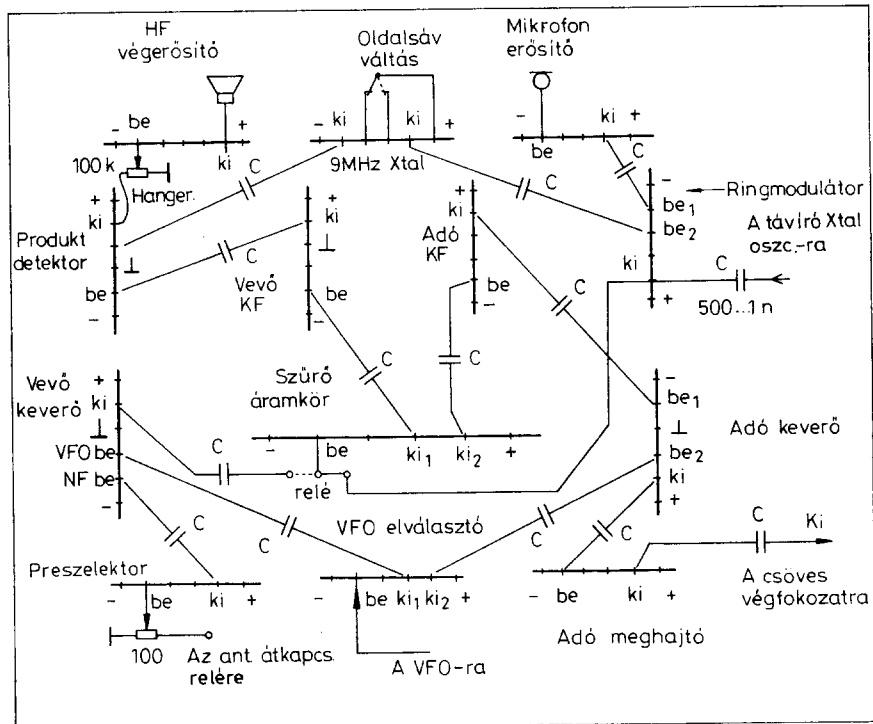 HF
végerősítő
Oldalsáv
váltás
Mikrofon
erősítő
- be +
ki
- ki ki +
9MHz Xtal
- ki +
be
100k
Hanger.
C
C
C
+
ki
Produkt
detektor
⊥
be
-
C
+
ki
⊥
Vevő
KF
be
-
+
ki
Adó
KF
be
-
-
be1
be2
ki
+
Ringmodulátor
A távíró Xtal
oszc.-ra
C
500...1n
C
C
C
Vevő
keverő
+
ki
⊥
VFO be
NF be
-
Szűrő
áramkör
- be ki1 ki2 +
relé
C
-
be1
⊥
be2
ki
+
Adó keverő
C
C
VFO elválasztó
C
C
C Ki
Preszelektor
- be ki +
100
Az ant. átkapcs.
relére
- be ki1 ki2 +
A VFO-ra
- be ki +
Adó meghajtó
A csöves
végfokozatra